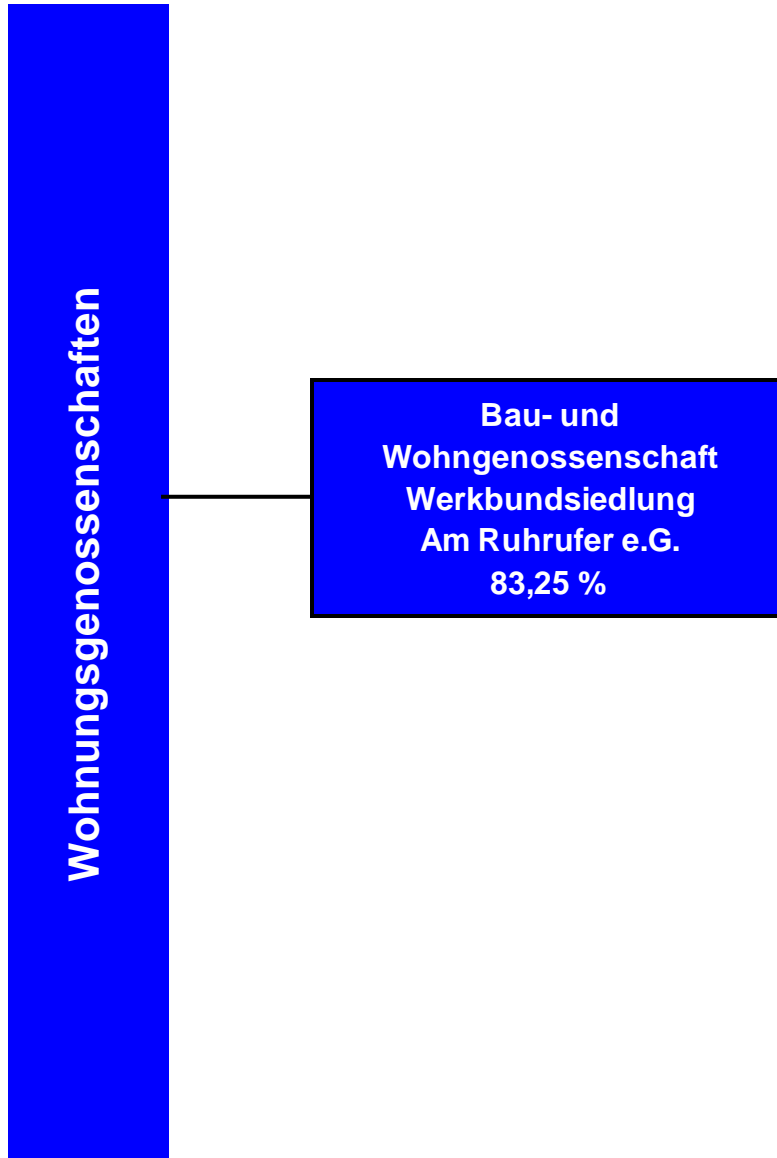 Wohnungsgenossenschaften
Bau- und
Wohngenossenschaft
Werkbundsiedlung
Am Ruhrufer e.G.
83,25 %